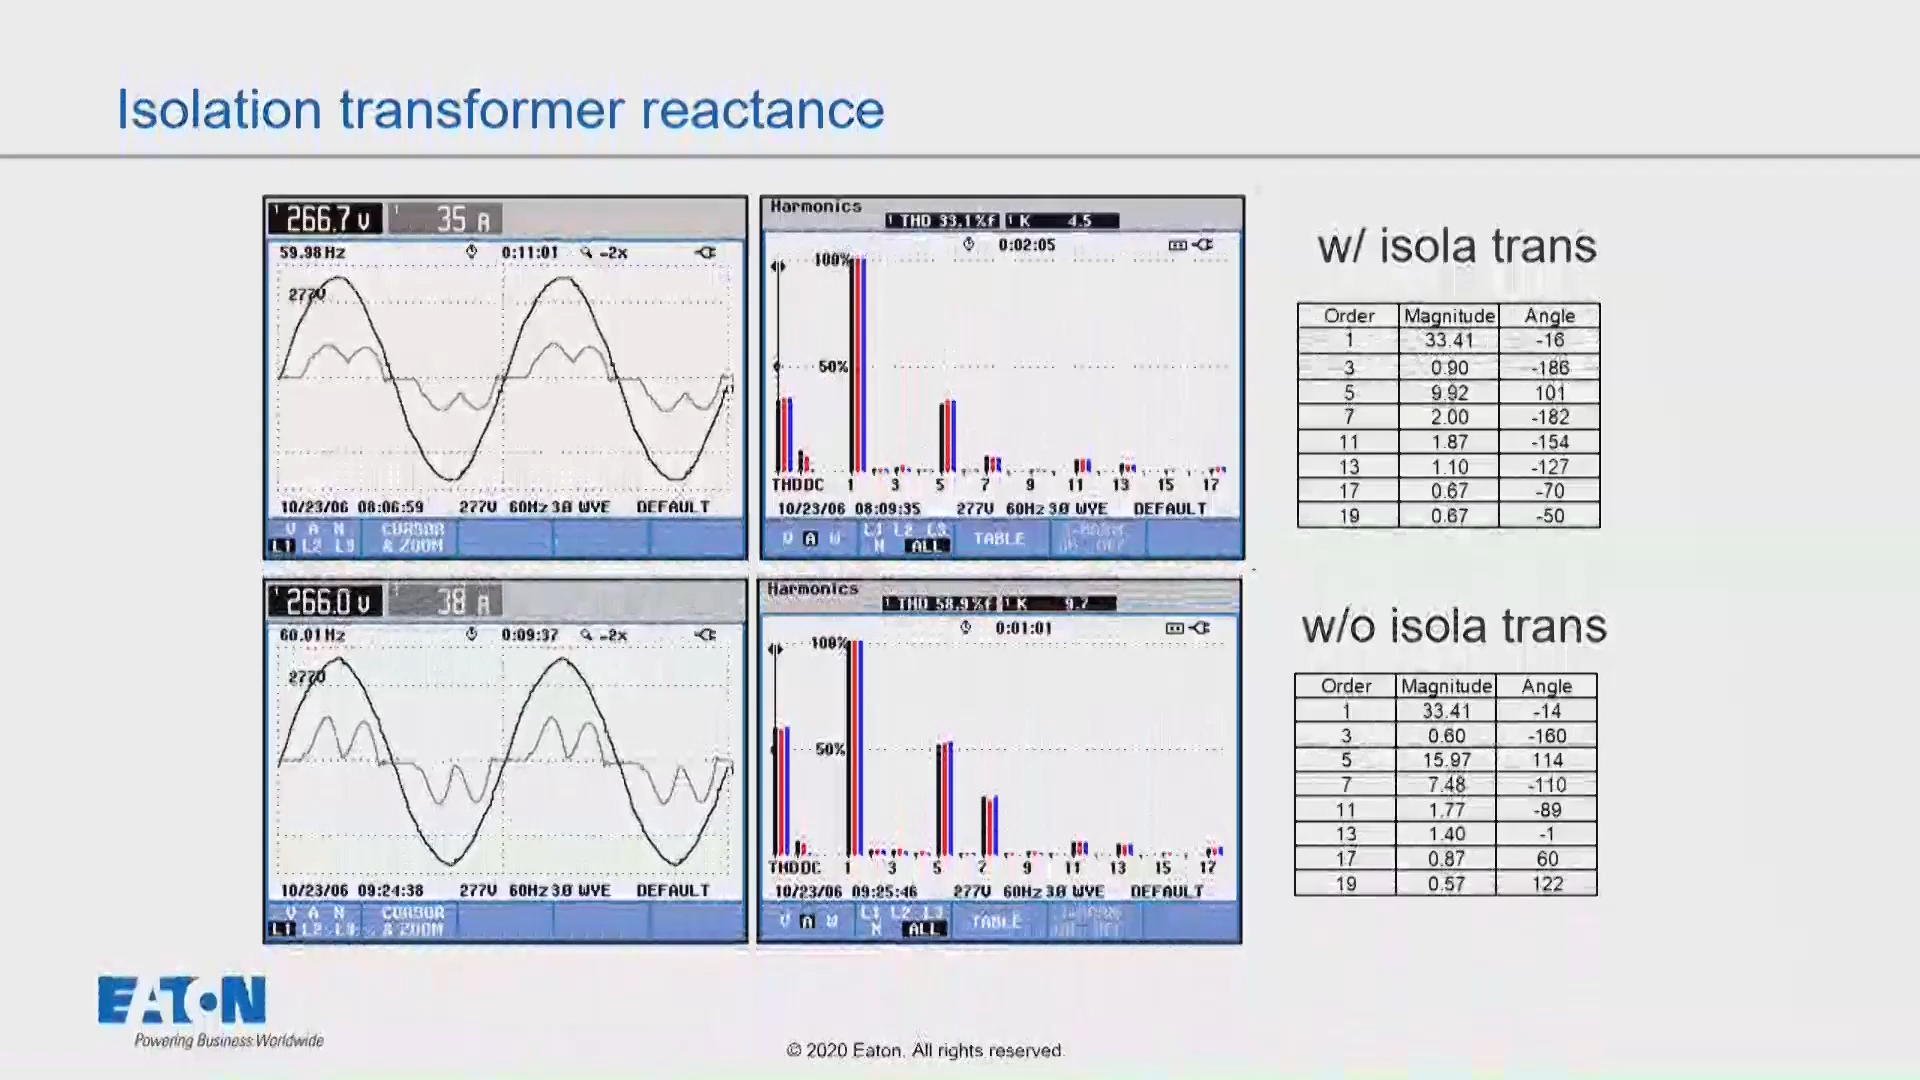 Isolation transformer reactance
1 266.7 V 1 35 A
59.98 Hz 0:11:01 -2x
277V
10/23/06 08:06:59 277V 60Hz 3Ø WYE DEFAULT
V A N CURSOR
L1 L2 L3 & ZOOM
Harmonics
1 THD 33.1%f 1 K 4.5
0:02:05
100%
50%
THDDC 1 3 5 7 9 11 13 15 17
10/23/06 08:09:35 277V 60Hz 3Ø WYE DEFAULT
V A W L1 L2 L3 TABLE
N ALL
w/ isola trans
Order Magnitude Angle
1 33.41 -16
3 0.90 -186
5 9.92 101
7 2.00 -182
11 1.87 -154
13 1.10 -127
17 0.67 -70
19 0.67 -50
1 266.0 V 1 38 A
60.01 Hz 0:09:37 -2x
277V
10/23/06 09:24:38 277V 60Hz 3Ø WYE DEFAULT
V A N CURSOR
L1 L2 L3 & ZOOM
Harmonics
1 THD 58.9%f 1 K 9.7
0:01:01
100%
50%
THDDC 1 3 5 7 9 11 13 15 17
10/23/06 09:25:46 277V 60Hz 3Ø WYE DEFAULT
V A W L1 L2 L3 TABLE
N ALL
w/o isola trans
Order Magnitude Angle
1 33.41 -14
3 0.60 -160
5 15.97 114
7 7.48 -110
11 1.77 -89
13 1.40 -1
17 0.87 60
19 0.57 122
EATON
Powering Business Worldwide
© 2020 Eaton. All rights reserved.